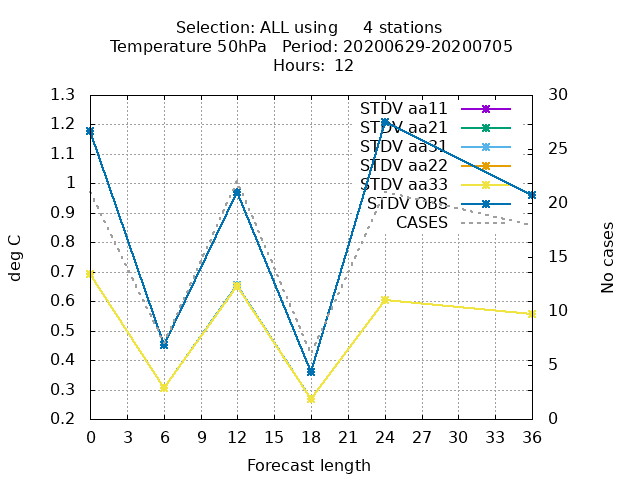 Selection: ALL using     4 stations
Temperature 50hPa   Period: 20200629-20200705
Hours: 12
1.3
1.2
1.1
1
0.9
0.8
0.7
0.6
0.5
0.4
0.3
0.2
deg C
30
25
20
15
10
5
0
No cases
STDV aa11
STDV aa21
STDV aa31
STDV aa22
STDV aa33
STDV OBS
CASES
0 3 6 9 12 15 18 21 24 27 30 33 36
Forecast length